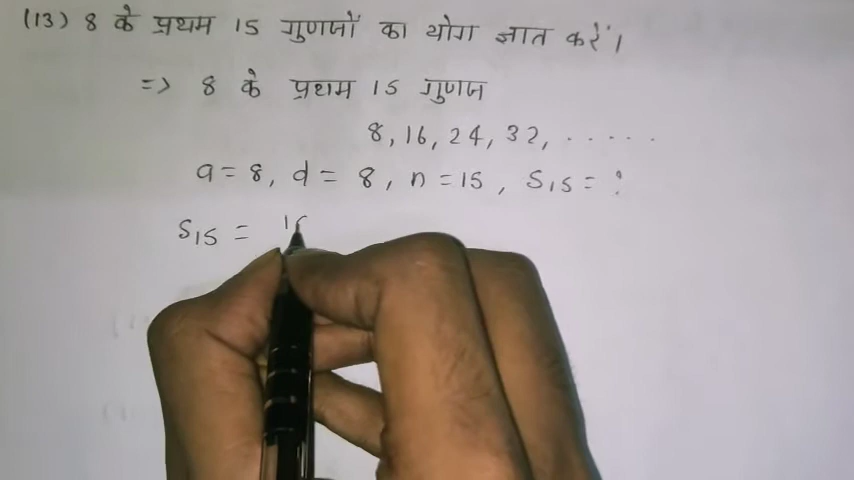 (13) 8 के प्रथम 15 गुणजों का योग ज्ञात करें।
=> 8 के प्रथम 15 गुणज
8, 16, 24, 32, . . . . .
a = 8, d = 8, n = 15, S15 = ?
S15 =